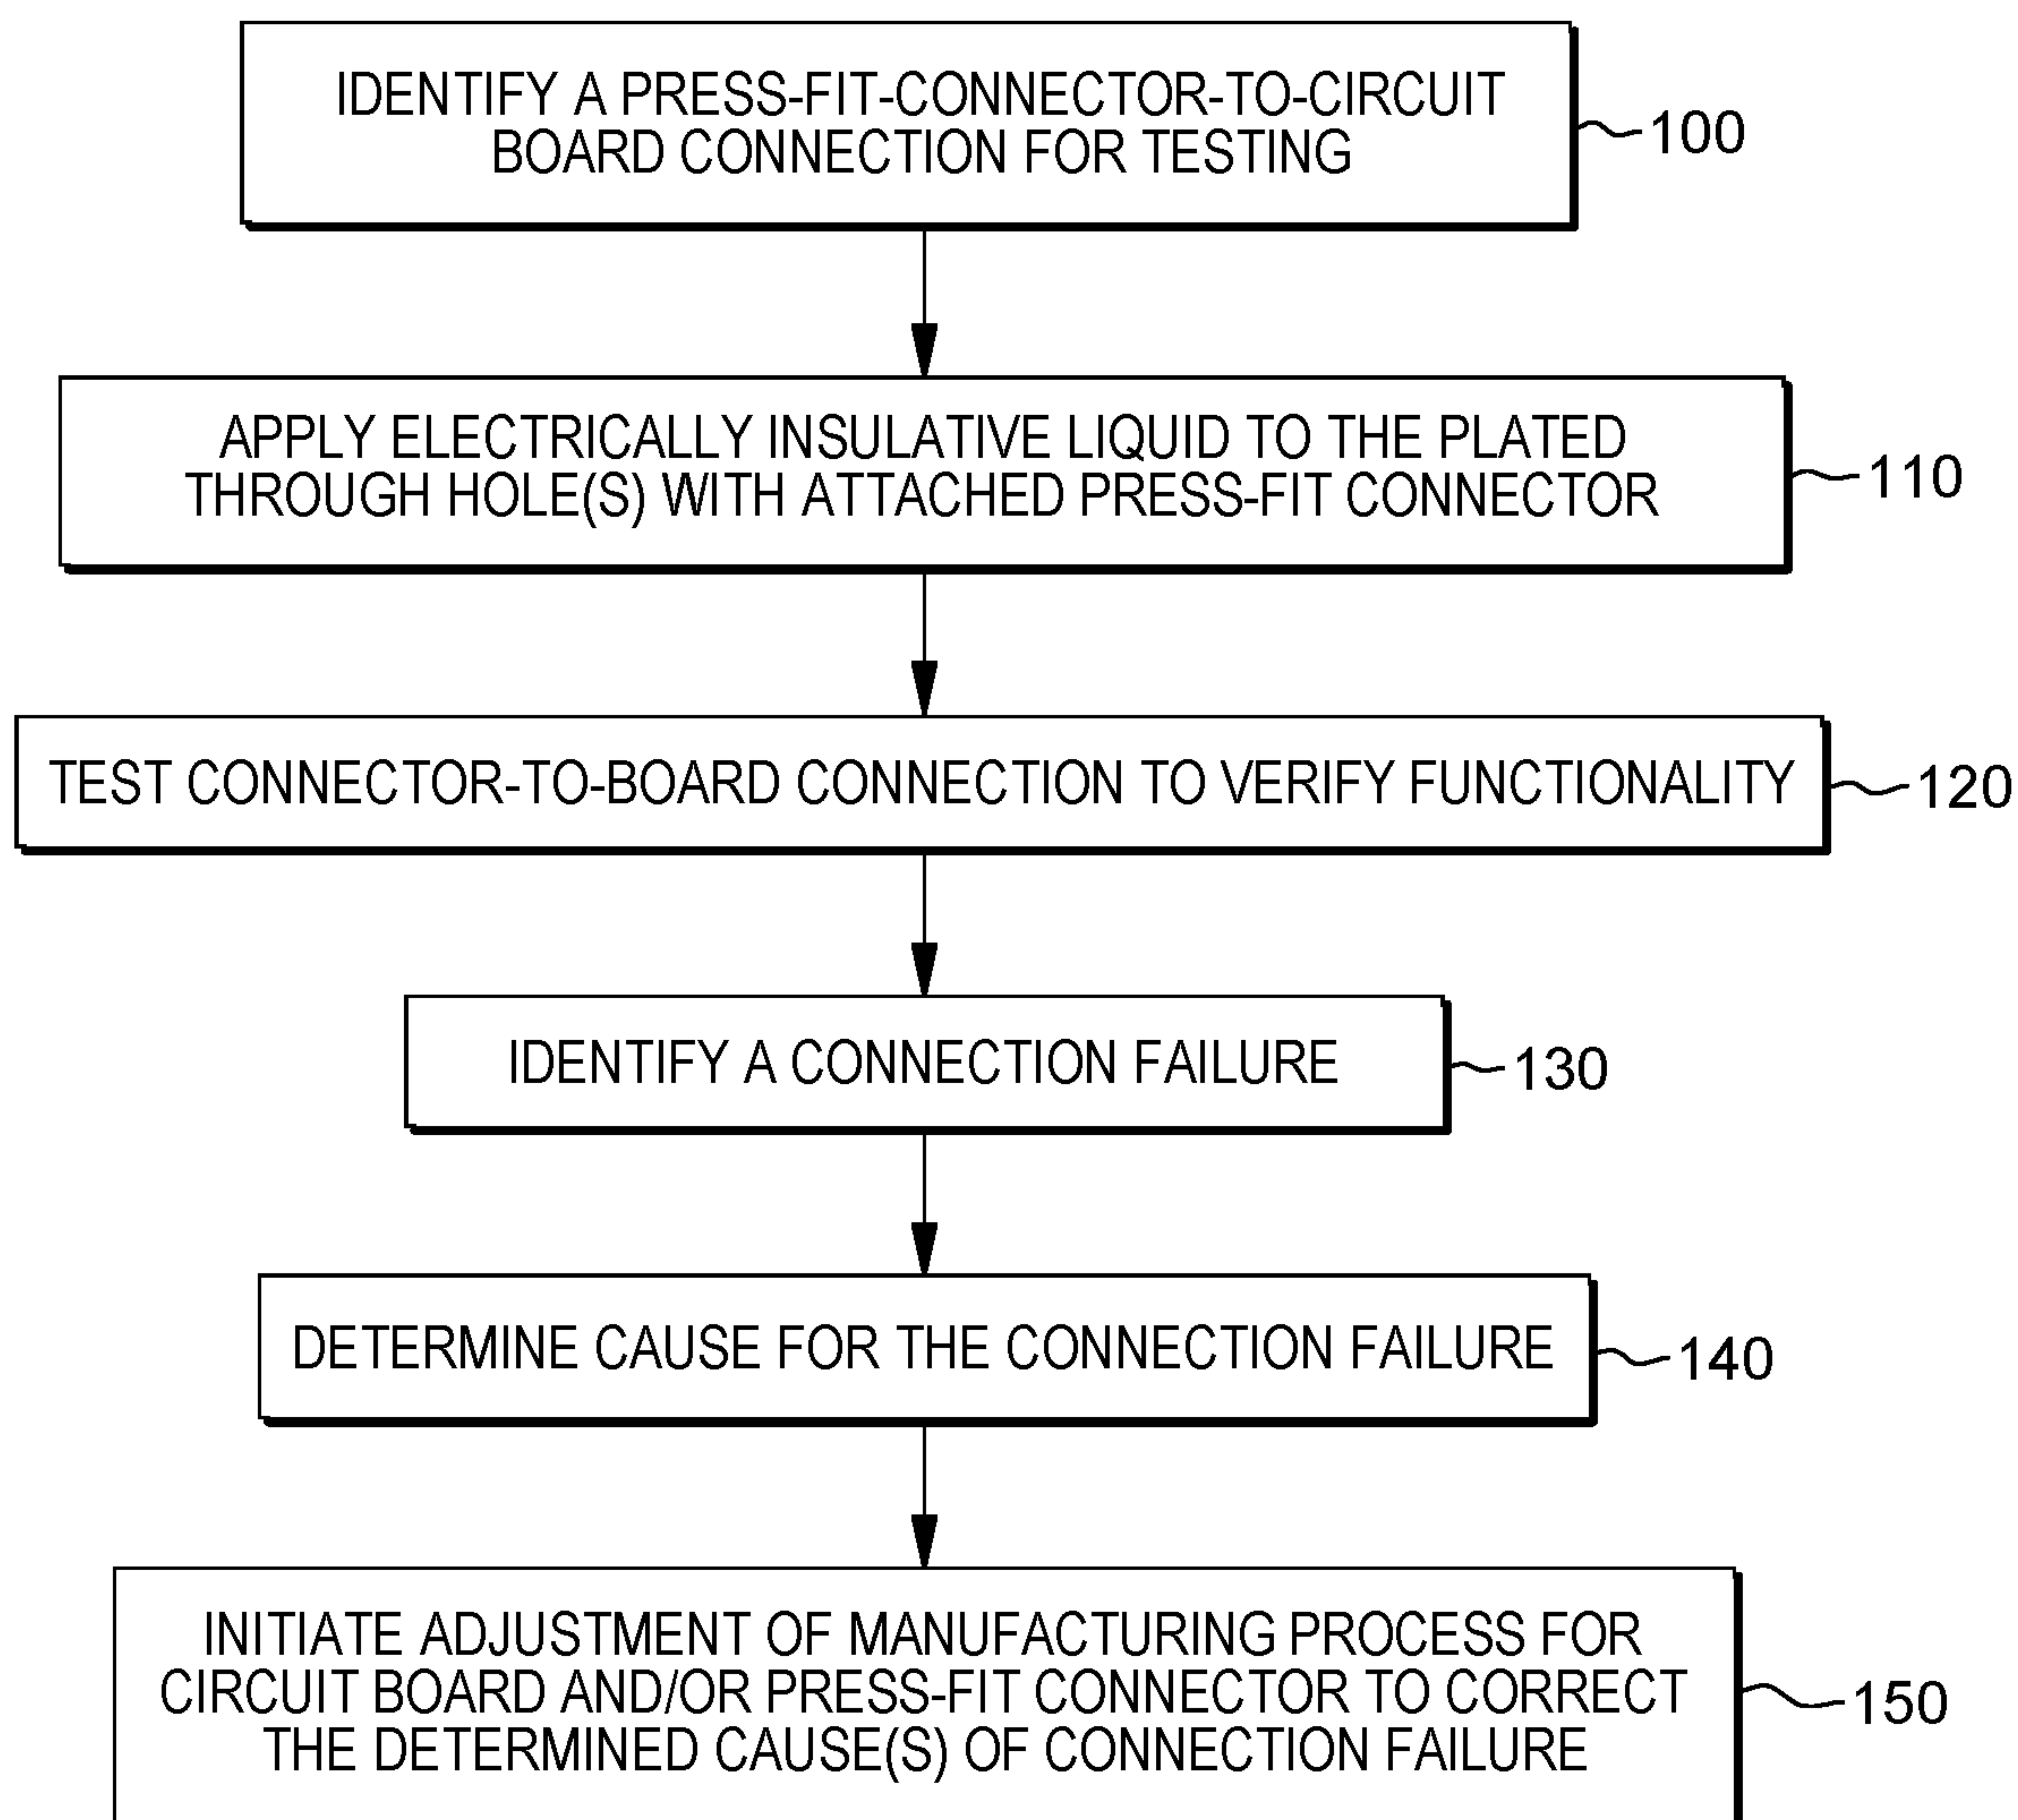 IDENTIFY A PRESS-FIT-CONNECTOR-TO-CIRCUIT
BOARD CONNECTION FOR TESTING
100
APPLY ELECTRICALLY INSULATIVE LIQUID TO THE PLATED
THROUGH HOLE(S) WITH ATTACHED PRESS-FIT CONNECTOR
110
TEST CONNECTOR-TO-BOARD CONNECTION TO VERIFY FUNCTIONALITY
120
IDENTIFY A CONNECTION FAILURE
130
DETERMINE CAUSE FOR THE CONNECTION FAILURE
140
INITIATE ADJUSTMENT OF MANUFACTURING PROCESS FOR
CIRCUIT BOARD AND/OR PRESS-FIT CONNECTOR TO CORRECT
THE DETERMINED CAUSE(S) OF CONNECTION FAILURE
150